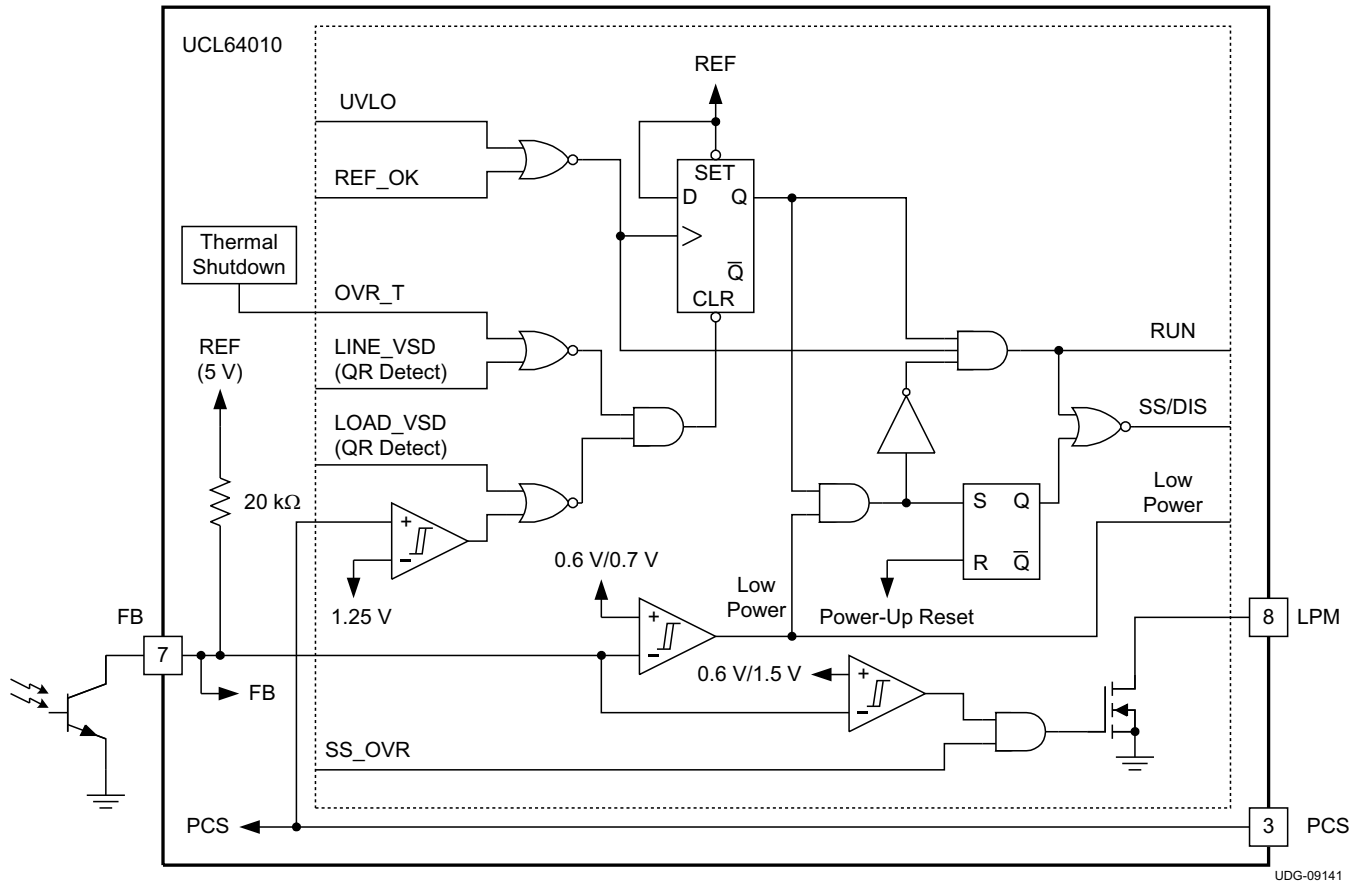 UCL64010
REF
UVLO
REF_OK
SET
D Q
Q
CLR
Thermal
Shutdown
OVR_T
LINE_VSD
(QR Detect)
LOAD_VSD
(QR Detect)
REF
(5 V)
20 kΩ
RUN
SS/DIS
Low
Power
S Q
R Q
+
−
1.25 V
0.6 V/0.7 V
Low
Power
Power-Up Reset
+
−
FB
7
FB
0.6 V/1.5 V
+
−
8
LPM
SS_OVR
PCS
3
PCS
UDG-09141